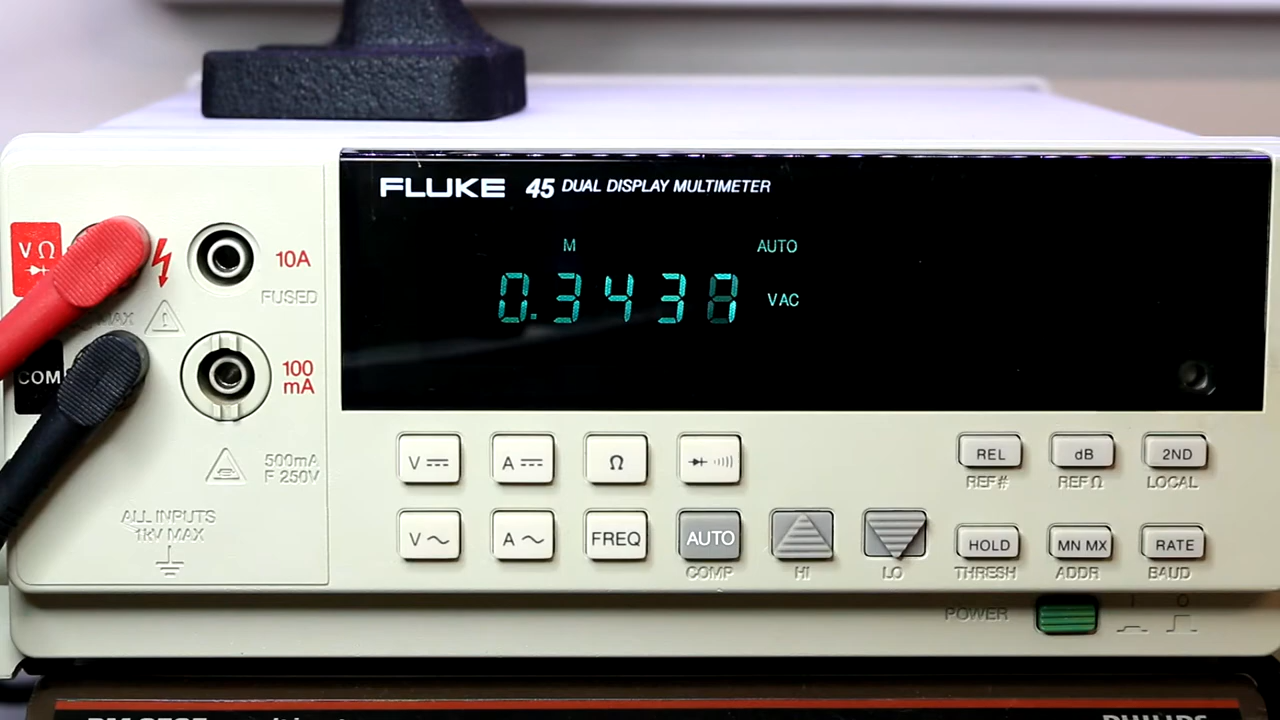 FLUKE 45 DUAL DISPLAY MULTIMETER
M AUTO
0.343 VAC
V Ω
10A
FUSED
MAX
COM
100
mA
500mA
F 250V
ALL INPUTS
1kV MAX
V A Ω
V A FREQ AUTO
COMP HI LO
REL dB 2ND
REF# REF Ω LOCAL
HOLD MN MX RATE
THRESH ADDR BAUD
POWER I O